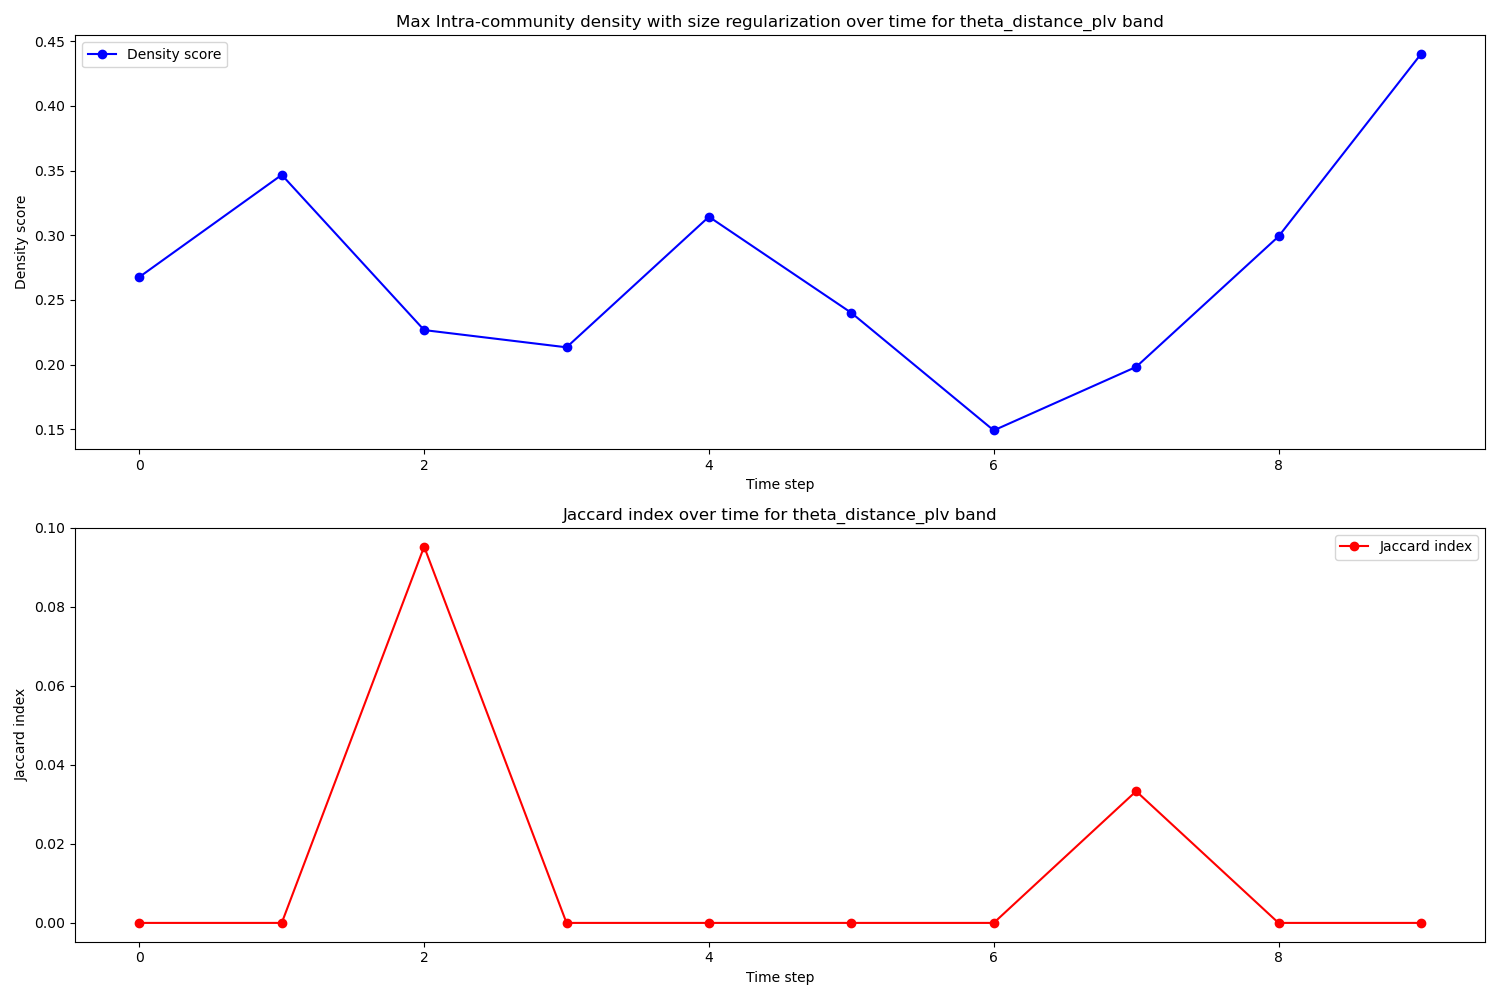 Max Intra-community density with size regularization over time for theta_distance_plv band
Density score
0.45
0.40
0.35
0.30
0.25
0.20
0.15
Density score
0
2
4
6
8
Time step
Jaccard index over time for theta_distance_plv band
Jaccard index
0.10
0.08
0.06
0.04
0.02
0.00
Jaccard index
0
2
4
6
8
Time step